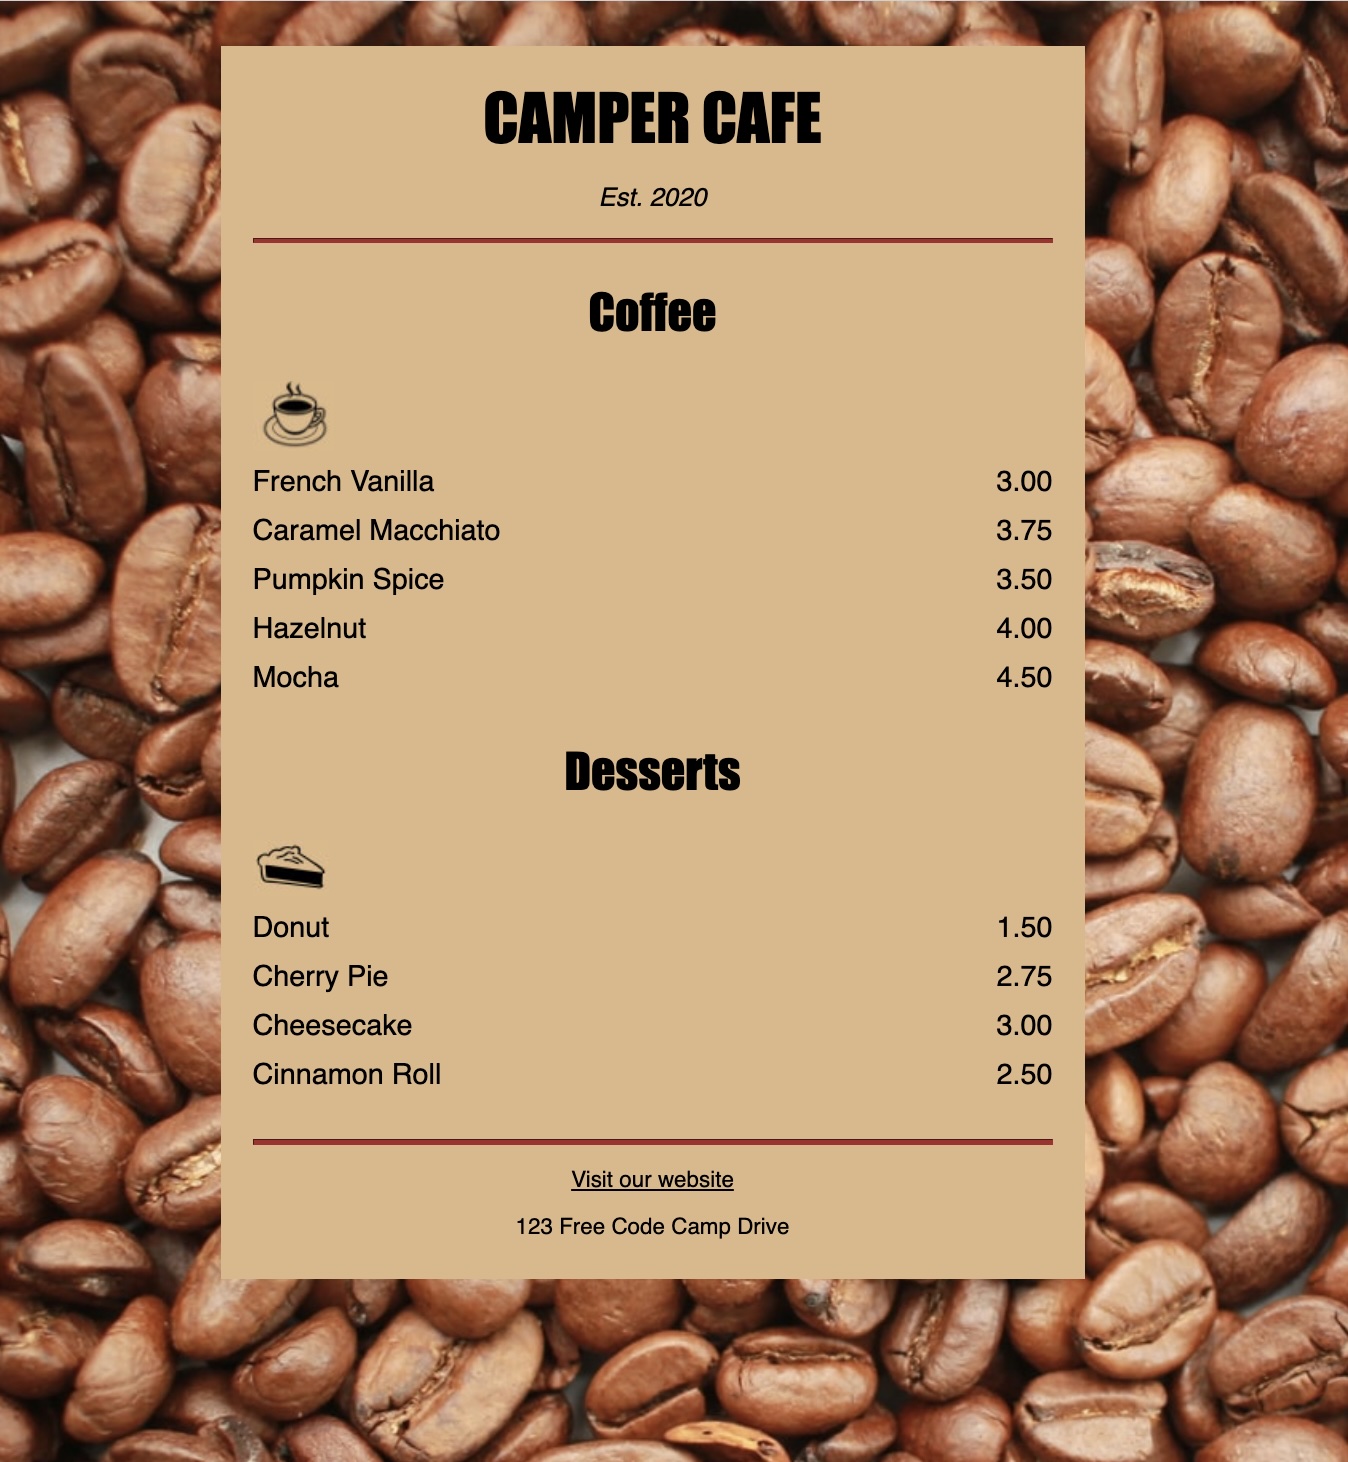 CAMPER CAFE
Est. 2020
Coffee
French Vanilla 3.00
Caramel Macchiato 3.75
Pumpkin Spice 3.50
Hazelnut 4.00
Mocha 4.50
Desserts
Donut 1.50
Cherry Pie 2.75
Cheesecake 3.00
Cinnamon Roll 2.50
Visit our website
123 Free Code Camp Drive